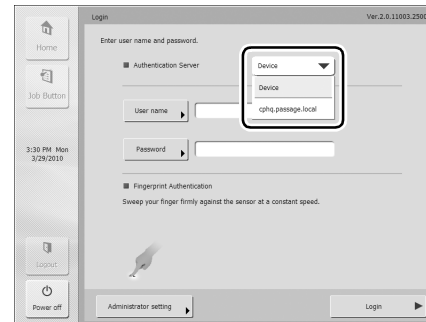 Login
Ver.2.0.11003.2500
Home
Enter user name and password.
Authentication Server
Device
Device
cphq.passage.local
Job Button
User name
Password
3:30 PM Mon
3/29/2010
Fingerprint Authentication
Sweep your finger firmly against the sensor at a constant speed.
Logout
Power off
Administrator setting
Login